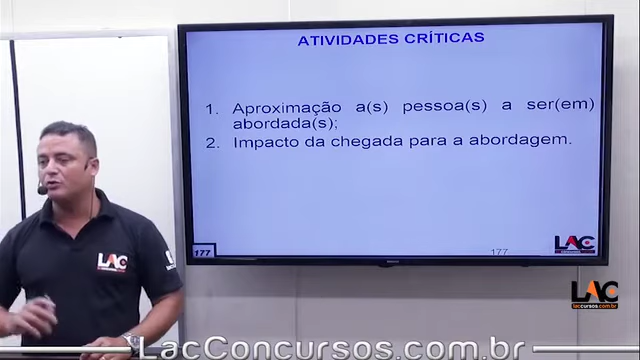 ATIVIDADES CRÍTICAS
1. Aproximação a(s) pessoa(s) a ser(em)
abordada(s);
2. Impacto da chegada para a abordagem.
177
177
LAC
LAC
LAC
laccursos.com.br
LacConcursos.com.br